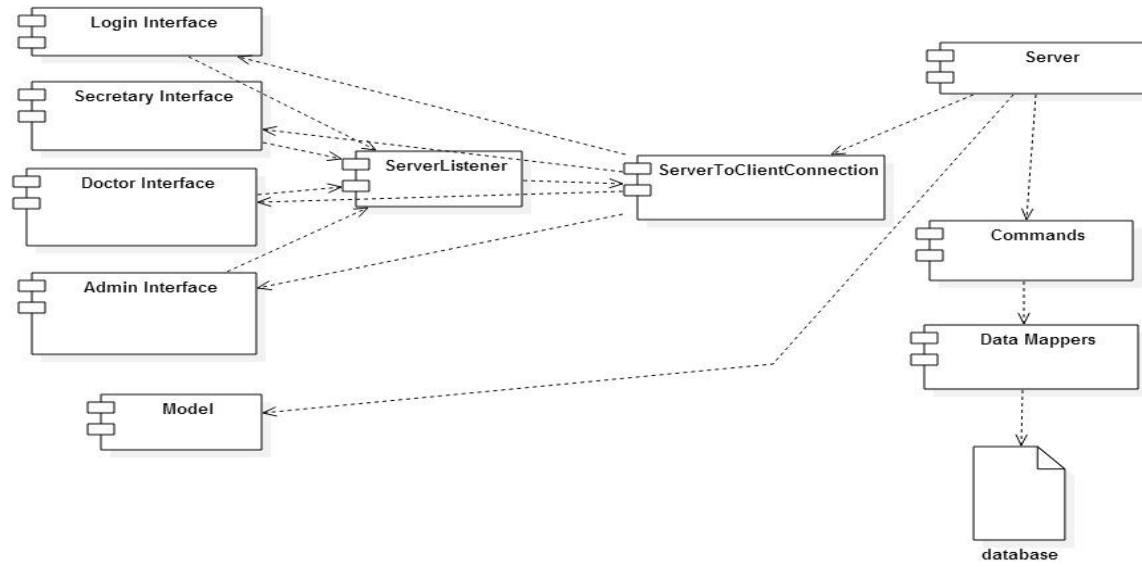 Login Interface
Server
Secretary Interface
ServerListener
ServerToClientConnection
Doctor Interface
Commands
Admin Interface
Data Mappers
Model
database